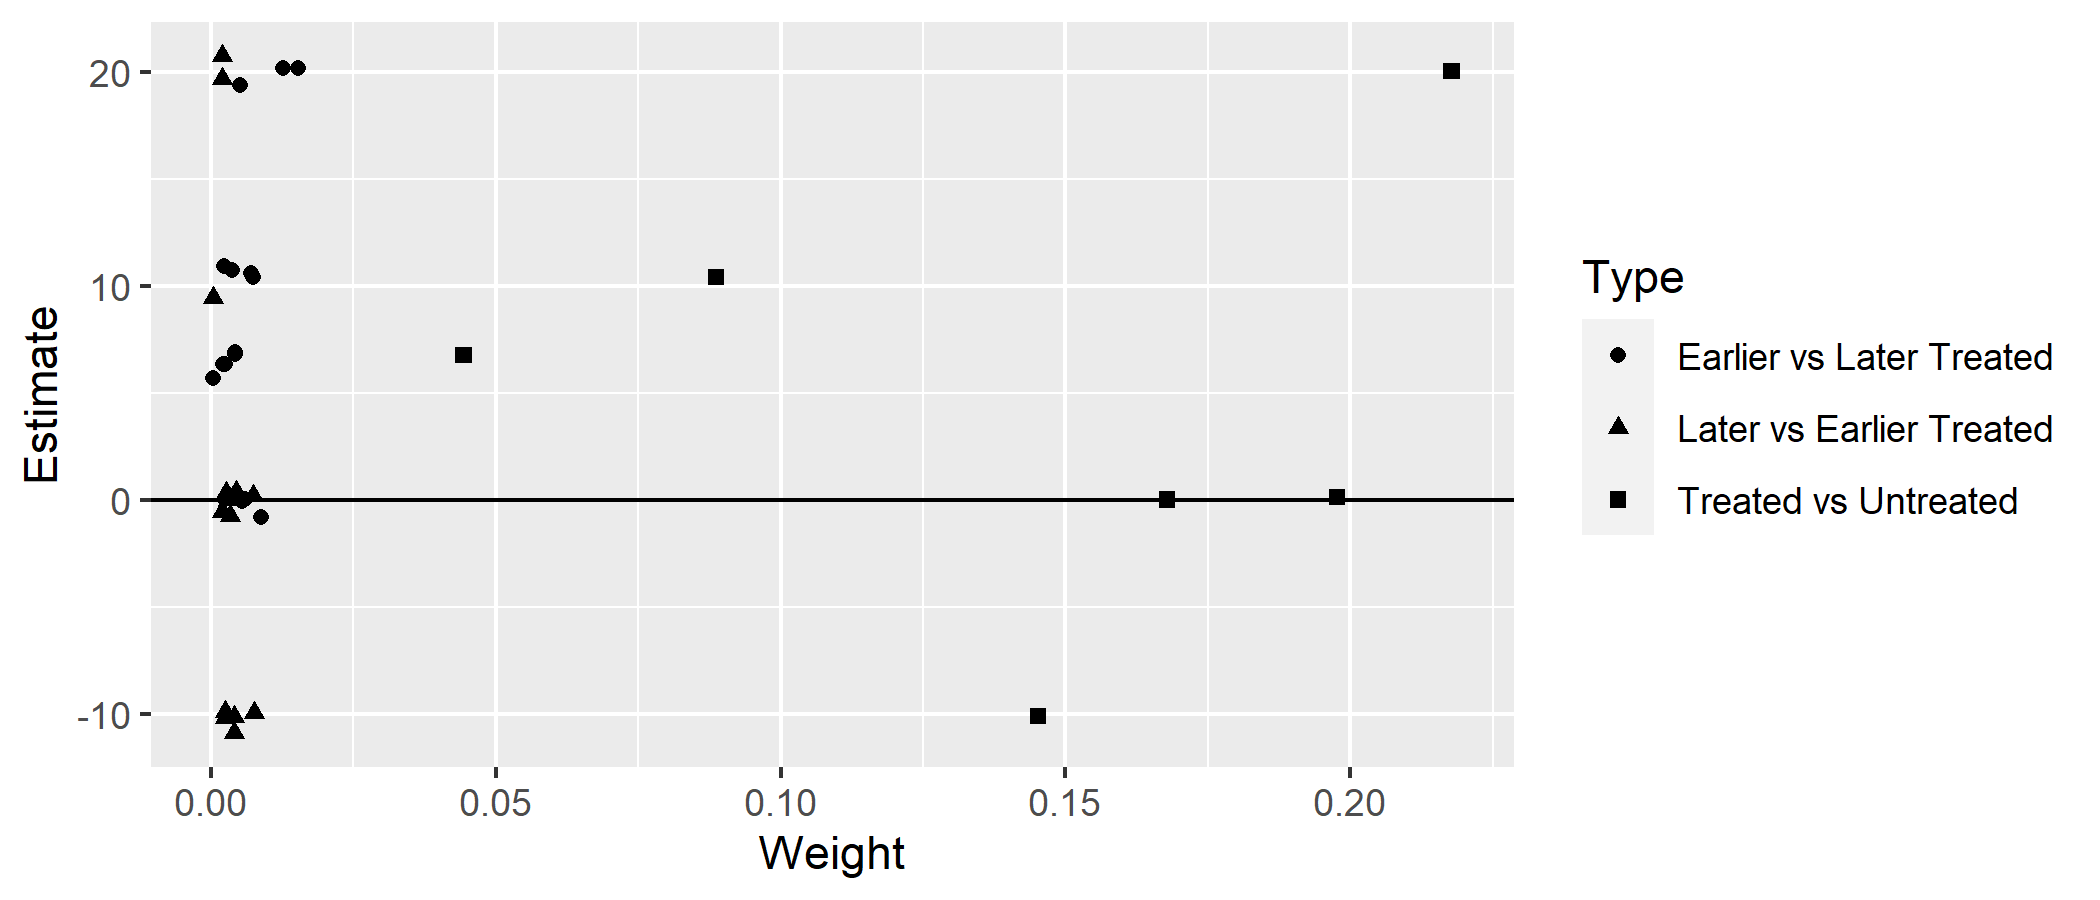 20
10
0
-10
Estimate
0.00 0.05 0.10 0.15 0.20
Weight
Type
Earlier vs Later Treated
Later vs Earlier Treated
Treated vs Untreated